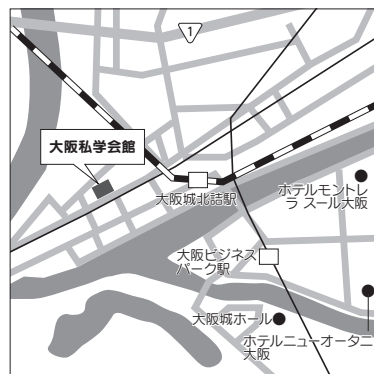 1
大阪私学会館
大阪城北詰駅
ホテルモントレ
ラ スール大阪
大阪ビジネス
パーク駅
大阪城ホール
ホテルニューオータニ
大阪